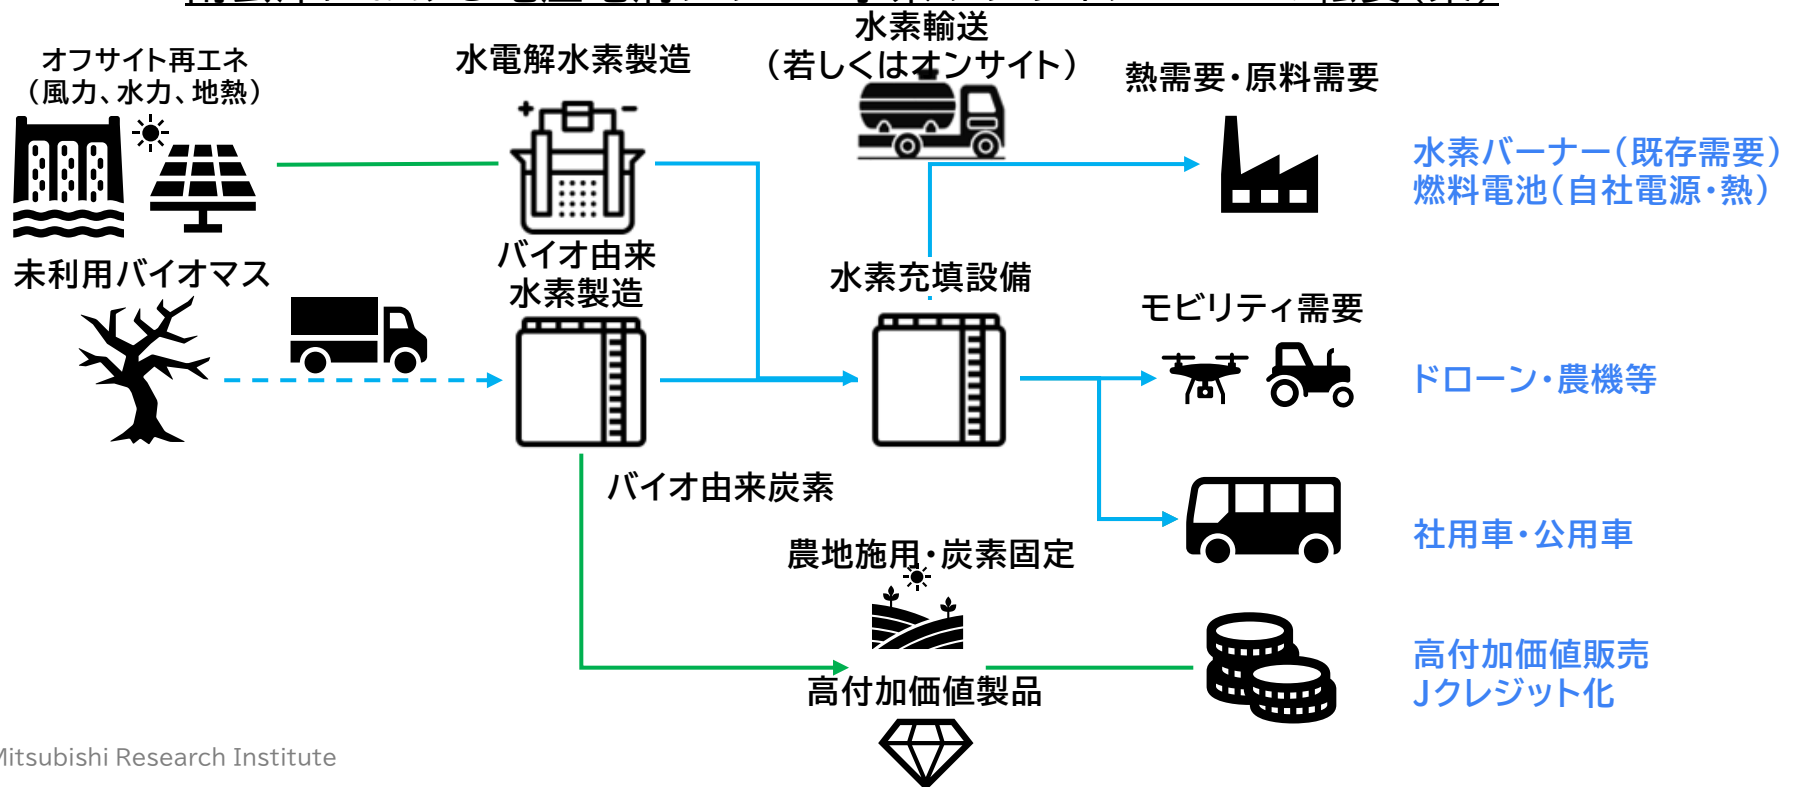 水素輸送
（若しくはオンサイト）
オフサイト再エネ
（風力、水力、地熱）
水電解水素製造
熱需要・原料需要
水素バーナー（既存需要）
燃料電池（自社電源・熱）
未利用バイオマス
バイオ由来
水素製造
水素充填設備
モビリティ需要
ドローン・農機等
バイオ由来炭素
社用車・公用車
農地施用・炭素固定
高付加価値製品
高付加価値販売
Jクレジット化
Mitsubishi Research Institute